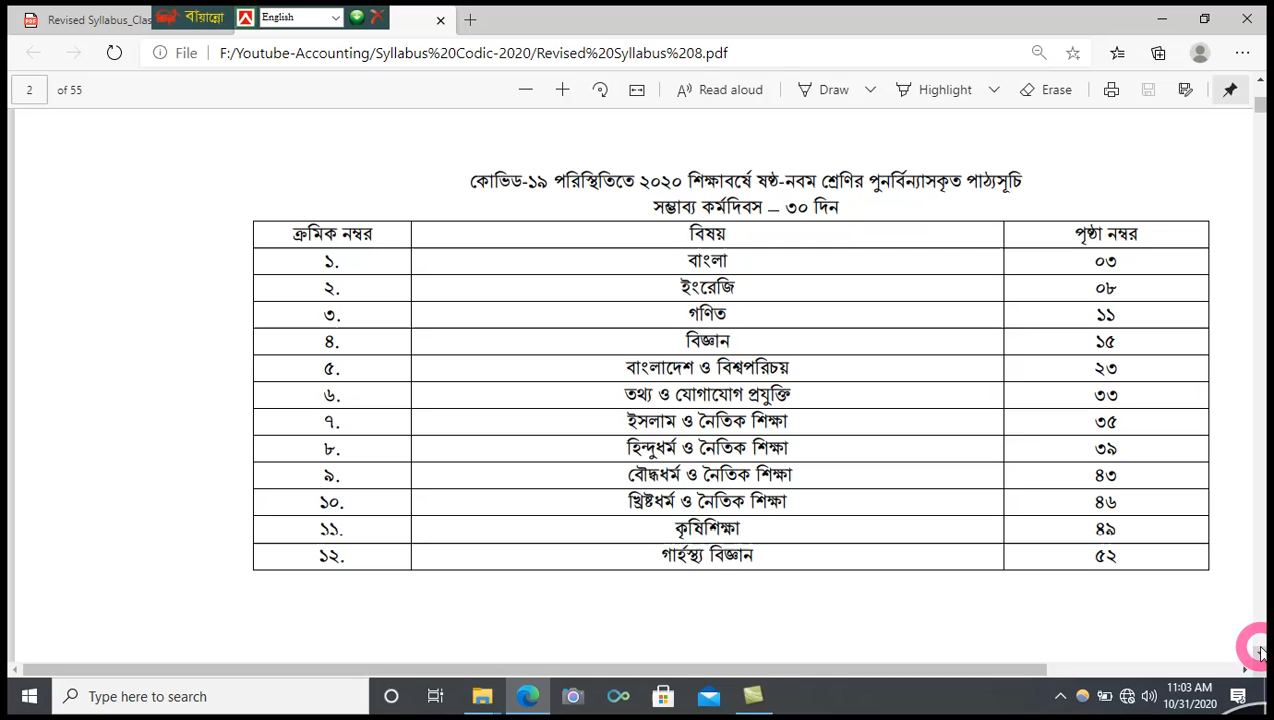 Revised Syllabus_Clas
বায়ান্নো
English
File
F:/Youtube-Accounting/Syllabus%20Codic-2020/Revised%20Syllabus%208.pdf
2 of 55
Read aloud
Draw
Highlight
Erase
কোভিড-১৯ পরিস্থিতিতে ২০২০ শিক্ষাবর্ষে ষষ্ঠ-নবম শ্রেণির পুনর্বিন্যাসকৃত পাঠ্যসূচি
সম্ভাব্য কর্মদিবস – ৩০ দিন
ক্রমিক নম্বর বিষয় পৃষ্ঠা নম্বর
১. বাংলা ০৩
২. ইংরেজি ০৮
৩. গণিত ১১
৪. বিজ্ঞান ১৫
৫. বাংলাদেশ ও বিশ্বপরিচয় ২৩
৬. তথ্য ও যোগাযোগ প্রযুক্তি ৩৩
৭. ইসলাম ও নৈতিক শিক্ষা ৩৫
৮. হিন্দুধর্ম ও নৈতিক শিক্ষা ৩৯
৯. বৌদ্ধধর্ম ও নৈতিক শিক্ষা ৪৩
১০. খ্রিষ্টধর্ম ও নৈতিক শিক্ষা ৪৬
১১. কৃষিশিক্ষা ৪৯
১২. গার্হস্থ্য বিজ্ঞান ৫২
Type here to search
11:03 AM
10/31/2020